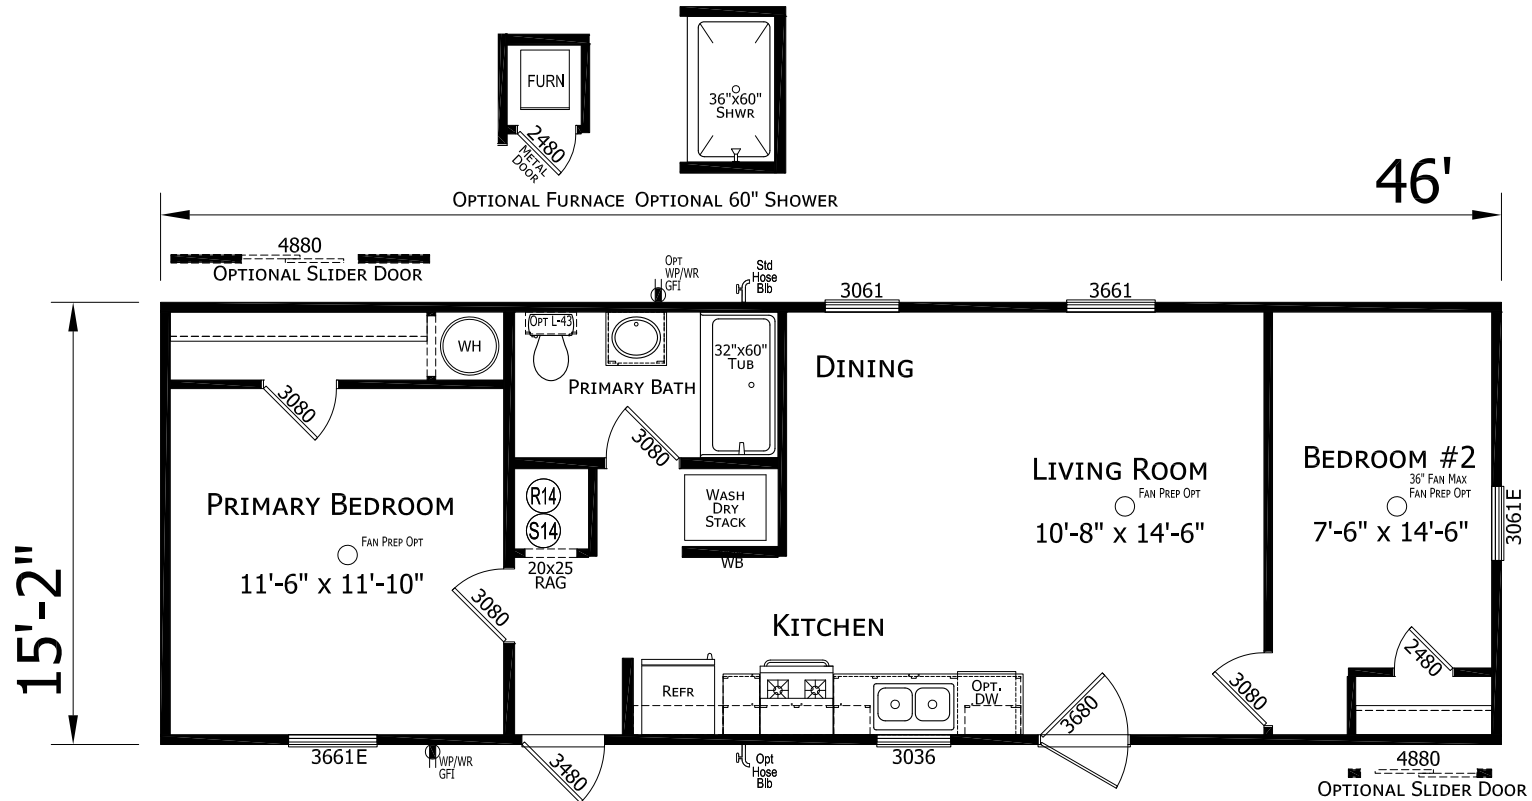 FURN
2480
METAL
DOOR
36"x60"
SHWR
OPTIONAL FURNACE
OPTIONAL 60" SHOWER
46'
4880
OPTIONAL SLIDER DOOR
OPT
WP/WR
GFI
Std
Hose
Blb
3061
3661
OPT L-43
WH
32"x60"
TUB
PRIMARY BATH
DINING
3080
3080
PRIMARY BEDROOM
FAN PREP OPT
11'-6" x 11'-10"
R14
S14
20x25
RAG
WASH
DRY
STACK
WB
LIVING ROOM
FAN PREP OPT
10'-8" x 14'-6"
BEDROOM #2
36" FAN MAX
FAN PREP OPT
7'-6" x 14'-6"
3061E
15'-2"
3080
KITCHEN
REFR
OPT.
DW
3680
3080
2480
3661E
WP/WR
GFI
3480
Opt
Hose
Blb
3036
4880
OPTIONAL SLIDER DOOR